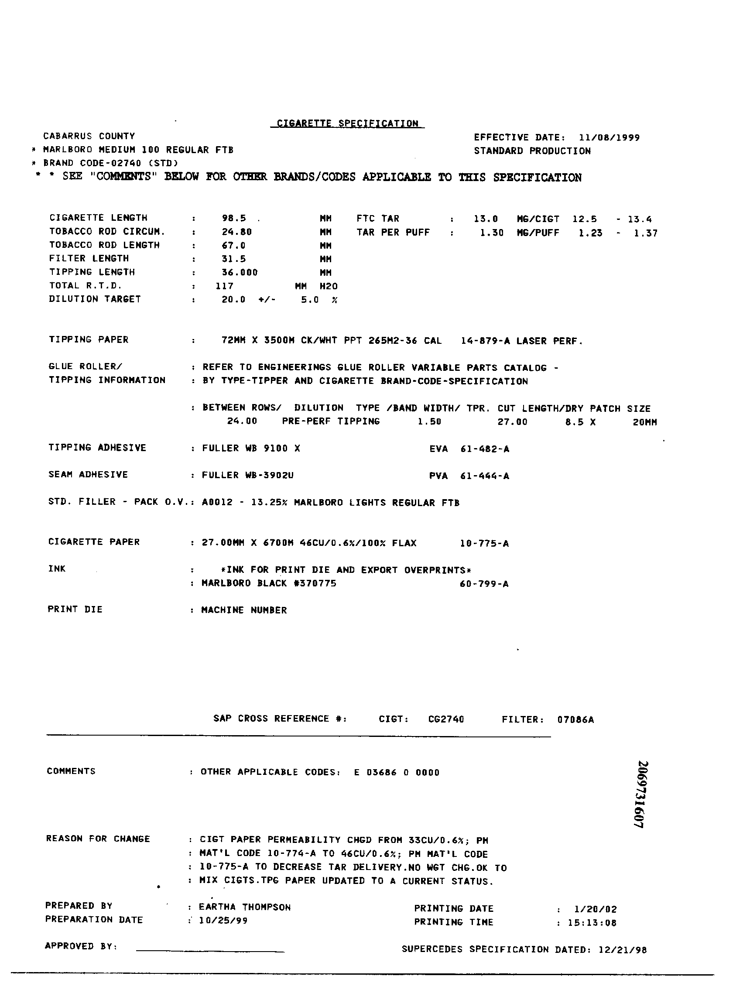 CIGARETTE SPECIFICATION
CABARRUS COUNTY EFFECTIVE DATE: 11/08/1999
* MARLBORO MEDIUM 100 REGULAR FTB STANDARD PRODUCTION
* BRAND CODE-02740 (STD)
* * SEE "COMMENTS" BELOW FOR OTHER BRANDS/CODES APPLICABLE TO THIS SPECIFICATION
CIGARETTE LENGTH : 98.5 MM FTC TAR : 13.0 MG/CIGT 12.5 - 13.4
TOBACCO ROD CIRCUM. : 24.80 MM TAR PER PUFF : 1.30 MG/PUFF 1.23 - 1.37
TOBACCO ROD LENGTH : 67.0 MM
FILTER LENGTH : 31.5 MM
TIPPING LENGTH : 36.000 MM
TOTAL R.T.D. : 117 MM H2O
DILUTION TARGET : 20.0 +/- 5.0 %
TIPPING PAPER : 72MM X 3500M CK/WHT PPT 265M2-36 CAL 14-879-A LASER PERF.
GLUE ROLLER/ : REFER TO ENGINEERINGS GLUE ROLLER VARIABLE PARTS CATALOG -
TIPPING INFORMATION : BY TYPE-TIPPER AND CIGARETTE BRAND-CODE-SPECIFICATION
: BETWEEN ROWS/ DILUTION TYPE /BAND WIDTH/ TPR. CUT LENGTH/DRY PATCH SIZE
24.00 PRE-PERF TIPPING 1.50 27.00 8.5 X 20MM
TIPPING ADHESIVE : FULLER WB 9100 X EVA 61-482-A
SEAM ADHESIVE : FULLER WB-3902U PVA 61-444-A
STD. FILLER - PACK O.V.: A0012 - 13.25% MARLBORO LIGHTS REGULAR FTB
CIGARETTE PAPER : 27.00MM X 6700M 46CU/0.6%/100% FLAX 10-775-A
INK : *INK FOR PRINT DIE AND EXPORT OVERPRINTS*
: MARLBORO BLACK #370775 60-799-A
PRINT DIE : MACHINE NUMBER
SAP CROSS REFERENCE #: CIGT: CG2740 FILTER: 07086A
COMMENTS : OTHER APPLICABLE CODES: E 03686 0 0000
2069731607
REASON FOR CHANGE : CIGT PAPER PERMEABILITY CHGD FROM 33CU/0.6%; PM
: MAT'L CODE 10-774-A TO 46CU/0.6%; PM MAT'L CODE
: 10-775-A TO DECREASE TAR DELIVERY.NO WGT CHG.OK TO
: MIX CIGTS.TPG PAPER UPDATED TO A CURRENT STATUS.
PREPARED BY : EARTHA THOMPSON PRINTING DATE : 1/20/02
PREPARATION DATE : 10/25/99 PRINTING TIME : 15:13:08
APPROVED BY: SUPERCEDES SPECIFICATION DATED: 12/21/98